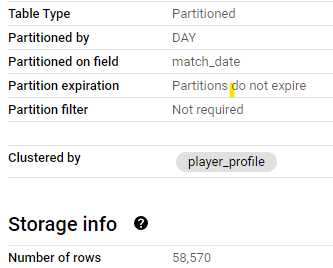 Table Type Partitioned
Partitioned by DAY
Partitioned on field match_date
Partition expiration Partitions do not expire
Partition filter Not required
Clustered by player_profile
Storage info ?
Number of rows 58,570